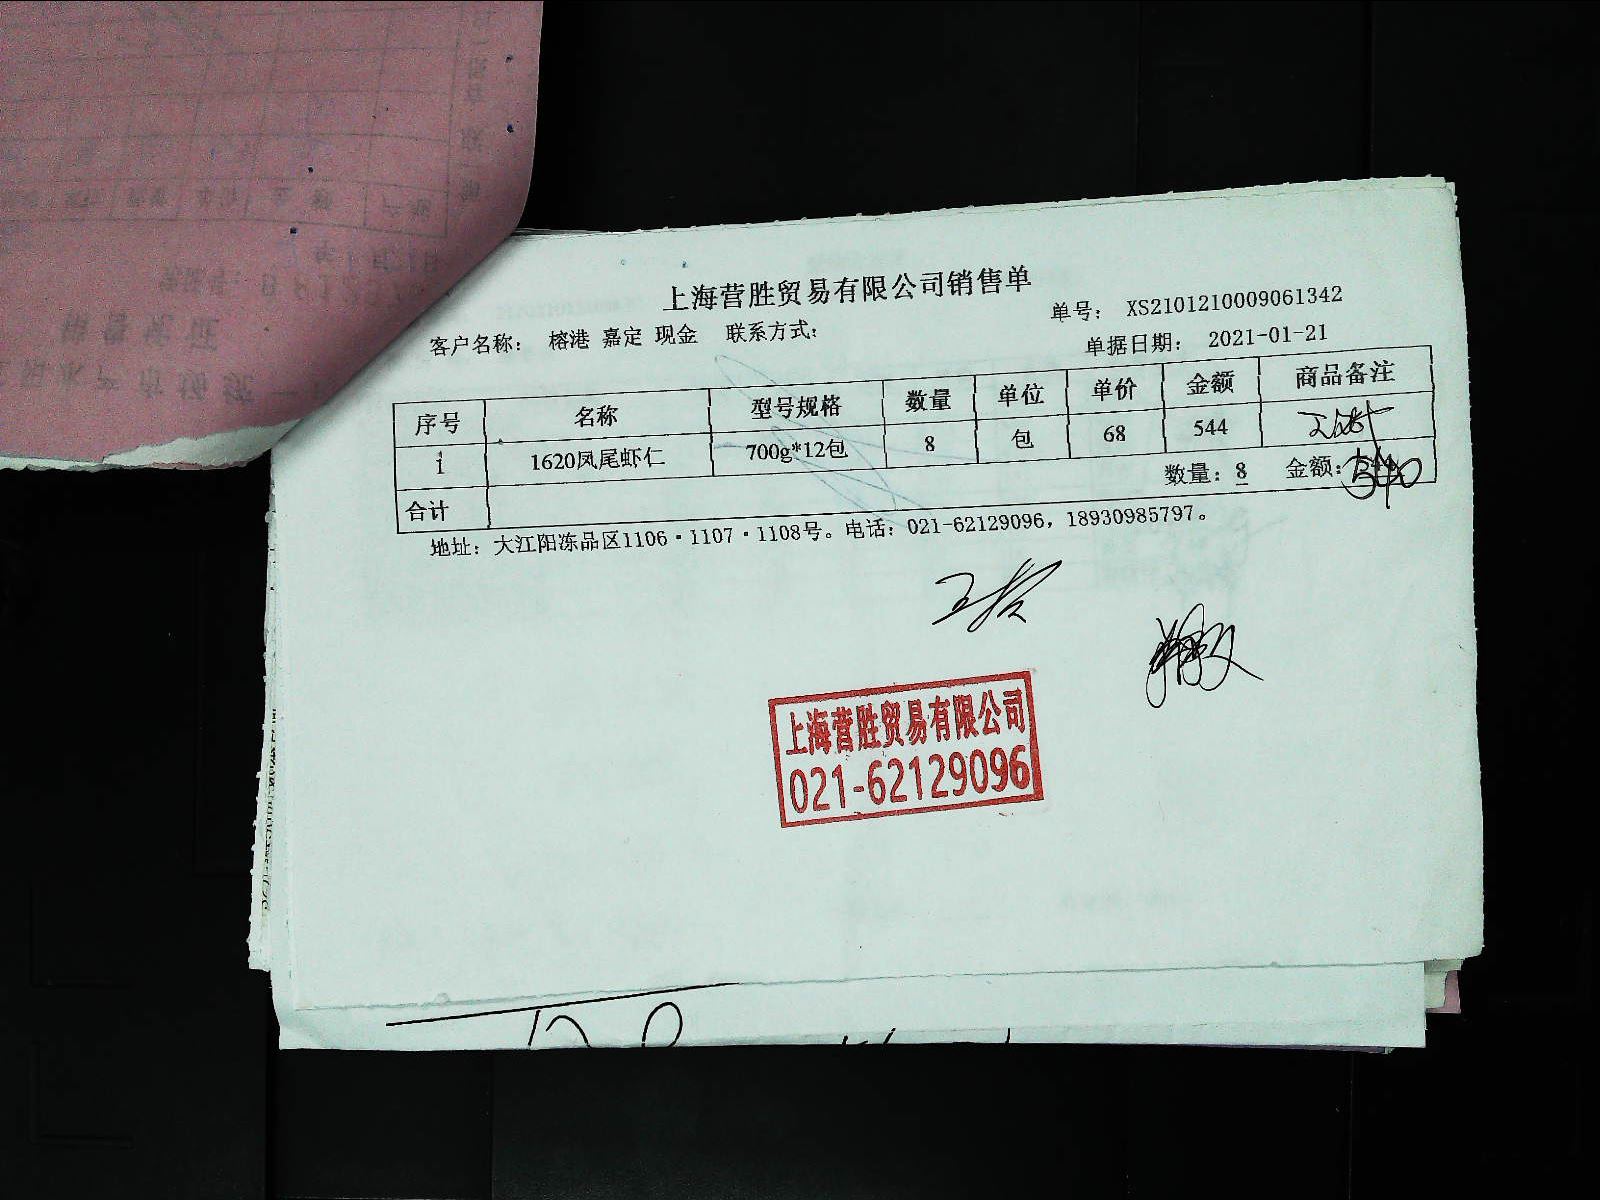 上海营胜贸易有限公司销售单
单号： XS2101210009061342
客户名称： 榕港 嘉定 现金 联系方式：
单据日期： 2021-01-21
序号 名称 型号规格 数量 单位 单价 金额 商品备注
1 1620凤尾虾仁 700g*12包 8 包 68 544
合计 数量：8 金额：540
地址：大江阳冻品区1106·1107·1108号。电话：021-62129096，18930985797。
上海营胜贸易有限公司
021-62129096